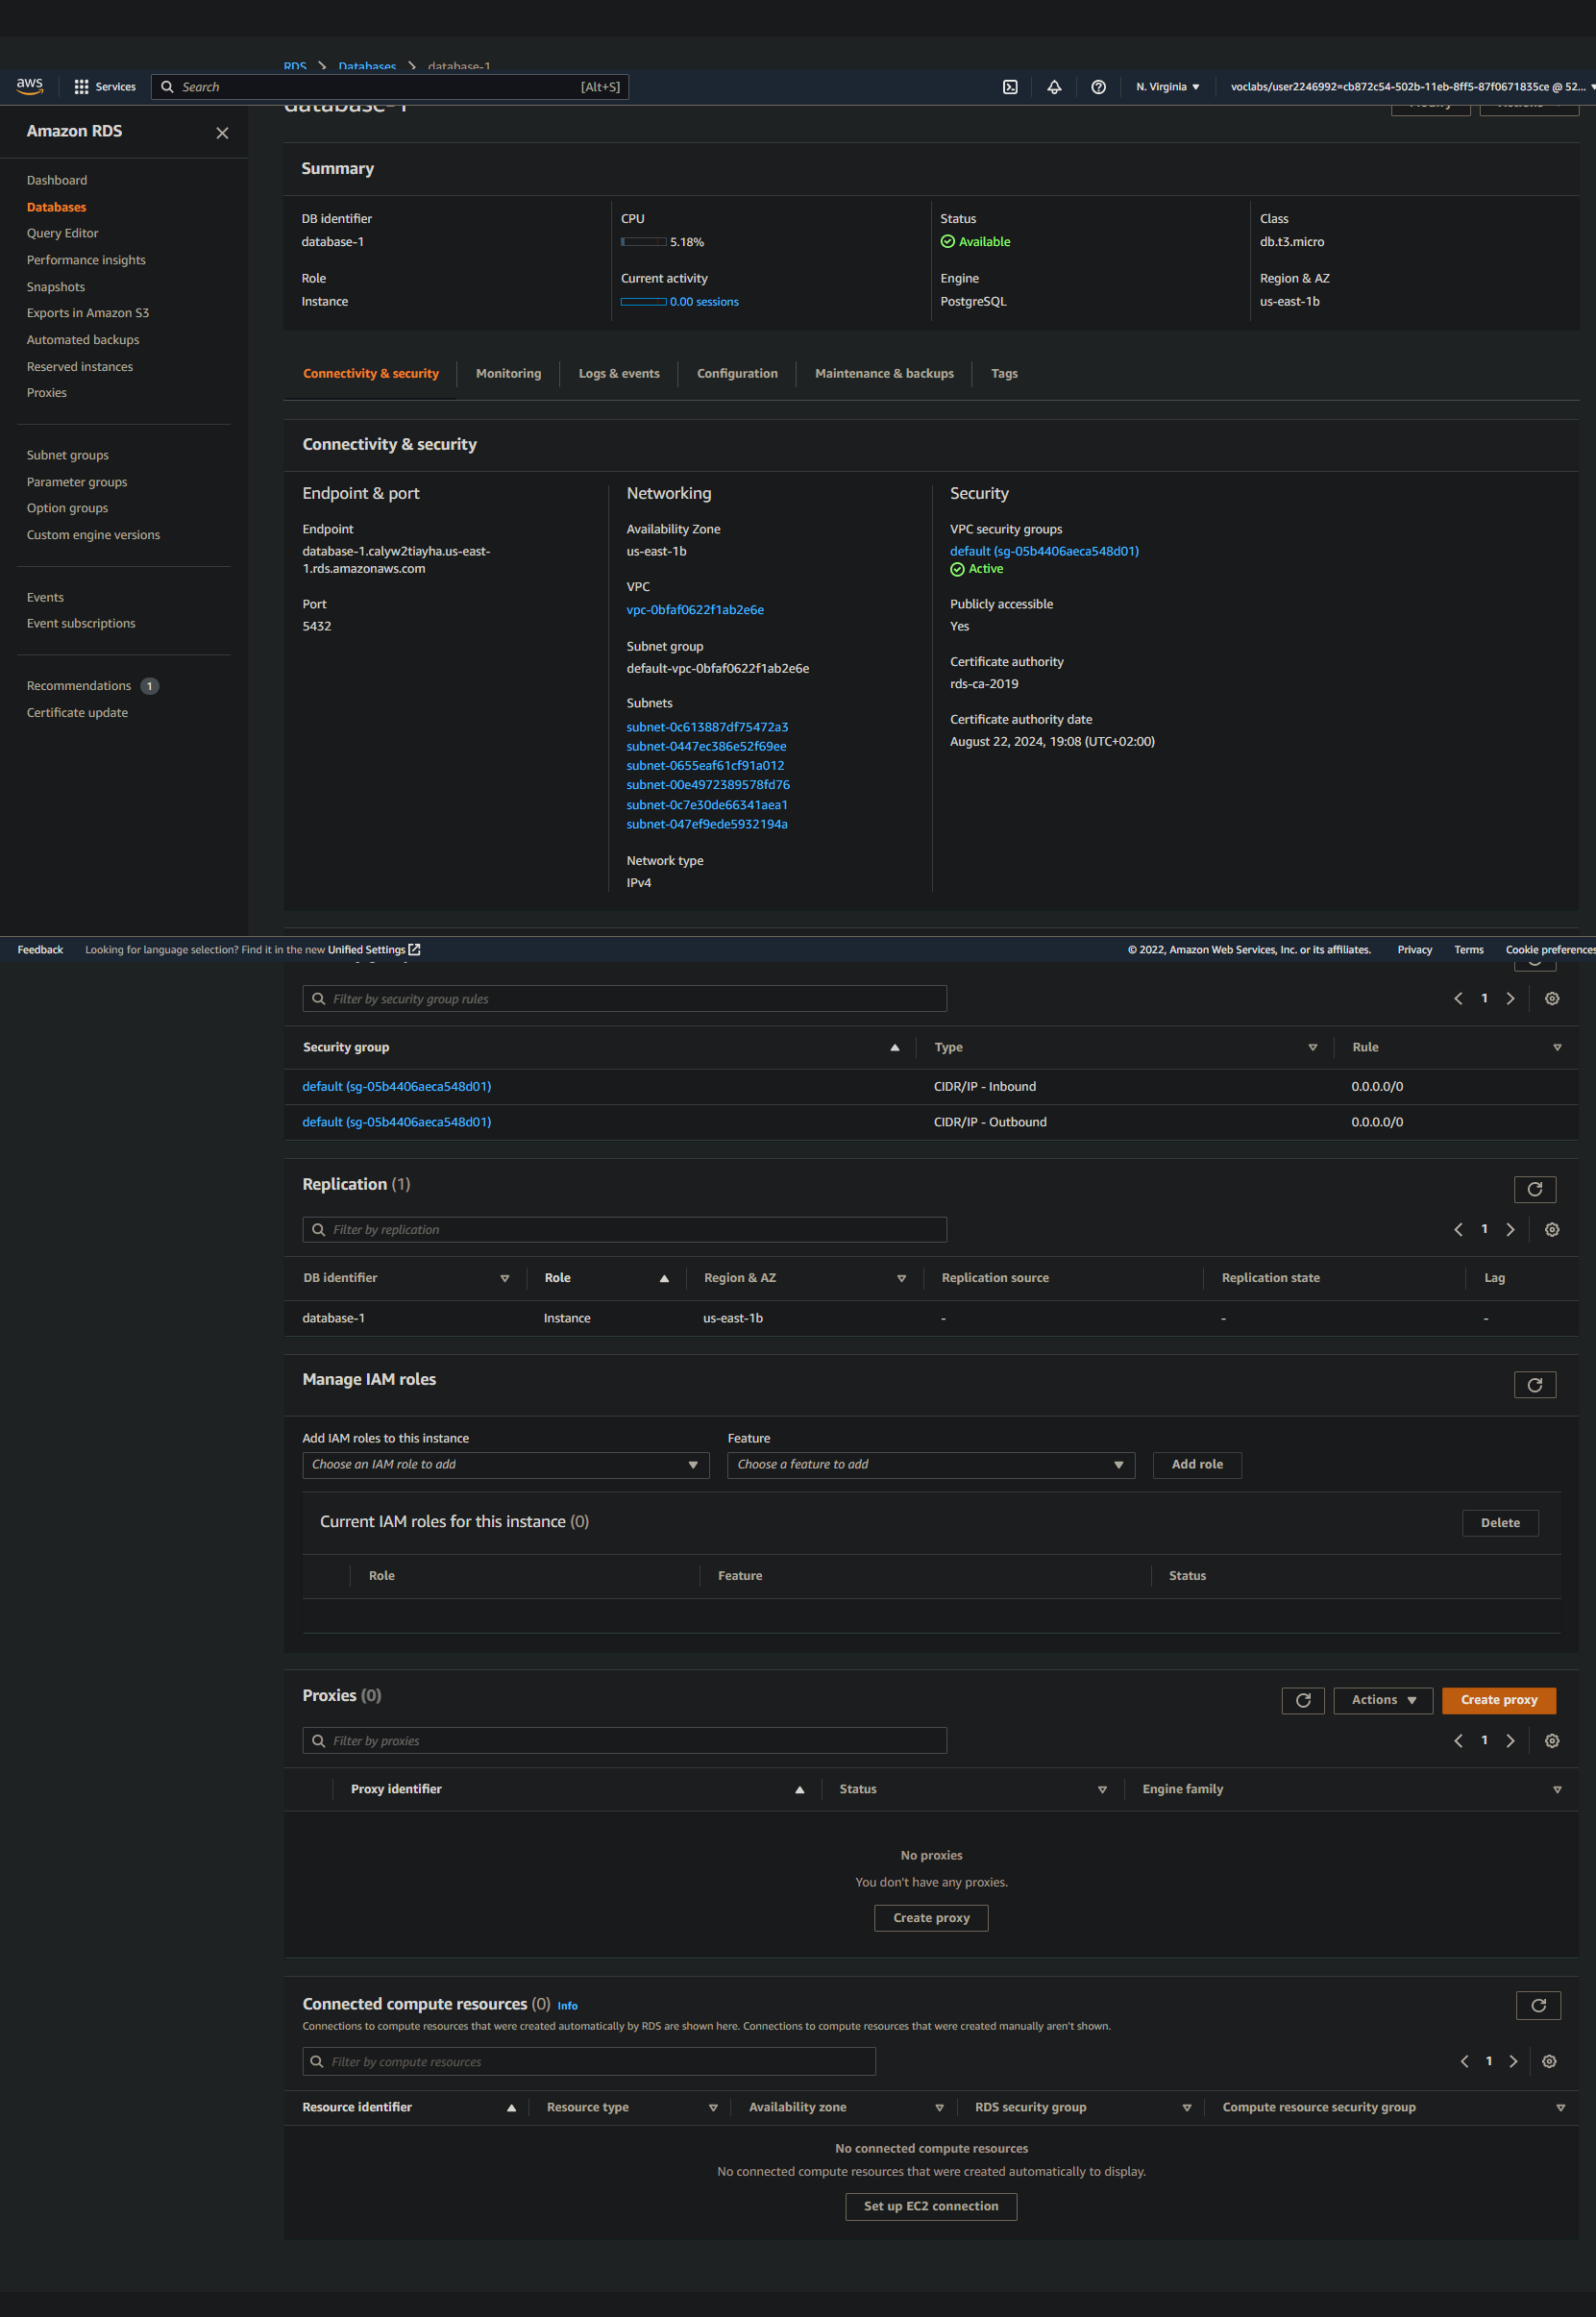 RDS > Databases > database-1
aws Services Search [Alt+S] N. Virginia ▼ voclabs/user2246992=cb872c54-502b-11eb-8ff5-87f0671835ce @ 52...
database-1 Modify Actions
Amazon RDS
Dashboard
Databases
Query Editor
Performance insights
Snapshots
Exports in Amazon S3
Automated backups
Reserved instances
Proxies
Subnet groups
Parameter groups
Option groups
Custom engine versions
Events
Event subscriptions
Recommendations 1
Certificate update
Summary
DB identifier
database-1
Role
Instance
CPU
5.18%
Current activity
0.00 sessions
Status
Available
Engine
PostgreSQL
Class
db.t3.micro
Region & AZ
us-east-1b
Connectivity & security Monitoring Logs & events Configuration Maintenance & backups Tags
Connectivity & security
Endpoint & port
Endpoint
database-1.calyw2tiayha.us-east-
1.rds.amazonaws.com
Port
5432
Networking
Availability Zone
us-east-1b
VPC
vpc-0bfaf0622f1ab2e6e
Subnet group
default-vpc-0bfaf0622f1ab2e6e
Subnets
subnet-0c613887df75472a3
subnet-0447ec386e52f69ee
subnet-0655eaf61cf91a012
subnet-00e4972389578fd76
subnet-0c7e30de66341aea1
subnet-047ef9ede5932194a
Network type
IPv4
Security
VPC security groups
default (sg-05b4406aeca548d01)
Active
Publicly accessible
Yes
Certificate authority
rds-ca-2019
Certificate authority date
August 22, 2024, 19:08 (UTC+02:00)
Feedback Looking for language selection? Find it in the new Unified Settings © 2022, Amazon Web Services, Inc. or its affiliates. Privacy Terms Cookie preferences
Filter by security group rules 1
Security group Type Rule
default (sg-05b4406aeca548d01) CIDR/IP - Inbound 0.0.0.0/0
default (sg-05b4406aeca548d01) CIDR/IP - Outbound 0.0.0.0/0
Replication (1)
Filter by replication 1
DB identifier Role Region & AZ Replication source Replication state Lag
database-1 Instance us-east-1b - - -
Manage IAM roles
Add IAM roles to this instance Feature
Choose an IAM role to add Choose a feature to add Add role
Current IAM roles for this instance (0) Delete
Role Feature Status
Proxies (0) Actions Create proxy
Filter by proxies 1
Proxy identifier Status Engine family
No proxies
You don't have any proxies.
Create proxy
Connected compute resources (0) Info
Connections to compute resources that were created automatically by RDS are shown here. Connections to compute resources that were created manually aren't shown.
Filter by compute resources 1
Resource identifier Resource type Availability zone RDS security group Compute resource security group
No connected compute resources
No connected compute resources that were created automatically to display.
Set up EC2 connection